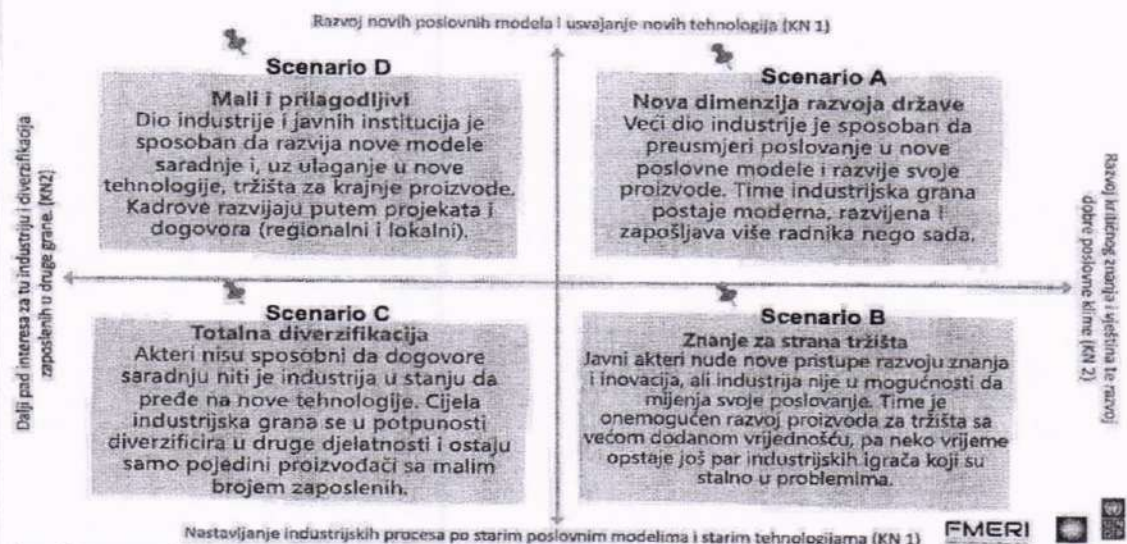 Razvoj novih poslovnih modela i usvajanje novih tehnologija (KN 1)
Scenario D
Mali i prilagodljivi
Dio industrije i javnih institucija je
sposoban da razvija nove modele
saradnje i, uz ulaganje u nove
tehnologije, tržišta za krajnje proizvode.
Kadrove razvijaju putem projekata i
dogovora (regionalni i lokalni).
Scenario A
Nova dimenzija razvoja države
Veći dio industrije je sposoban da
preusmjeri poslovanje u nove
poslovne modele i razvije svoje
proizvode. Time industrijska grana
postaje moderna, razvijena i
zapošljava više radnika nego sada.
Dalji pad interesa za tu industriju i diverzifikacija
zaposlenih u druge grane. (KN2)
Razvoj kritičnog znanja i vještina te razvoj
dobre poslovne klime (KN 2)
Scenario C
Totalna diverzifikacija
Akteri nisu sposobni da dogovore
saradnju niti je industrija u stanju da
pređe na nove tehnologije. Cijela
industrijska grana se u potpunosti
diverzificira u druge djelatnosti i ostaju
samo pojedini proizvođači sa malim
brojem zaposlenih.
Scenario B
Znanje za strana tržišta
Javni akteri nude nove pristupe razvoju znanja
i inovacija, ali industrija nije u mogućnosti da
mijenja svoje poslovanje. Time je
onemogućen razvoj proizvoda za tržišta sa
većom dodanom vrijednošću, pa neko vrijeme
opstaje još par industrijskih igrača koji su
stalno u problemima.
Nastavljanje industrijskih procesa po starim poslovnim modelima i starim tehnologijama (KN 1)
FMERI